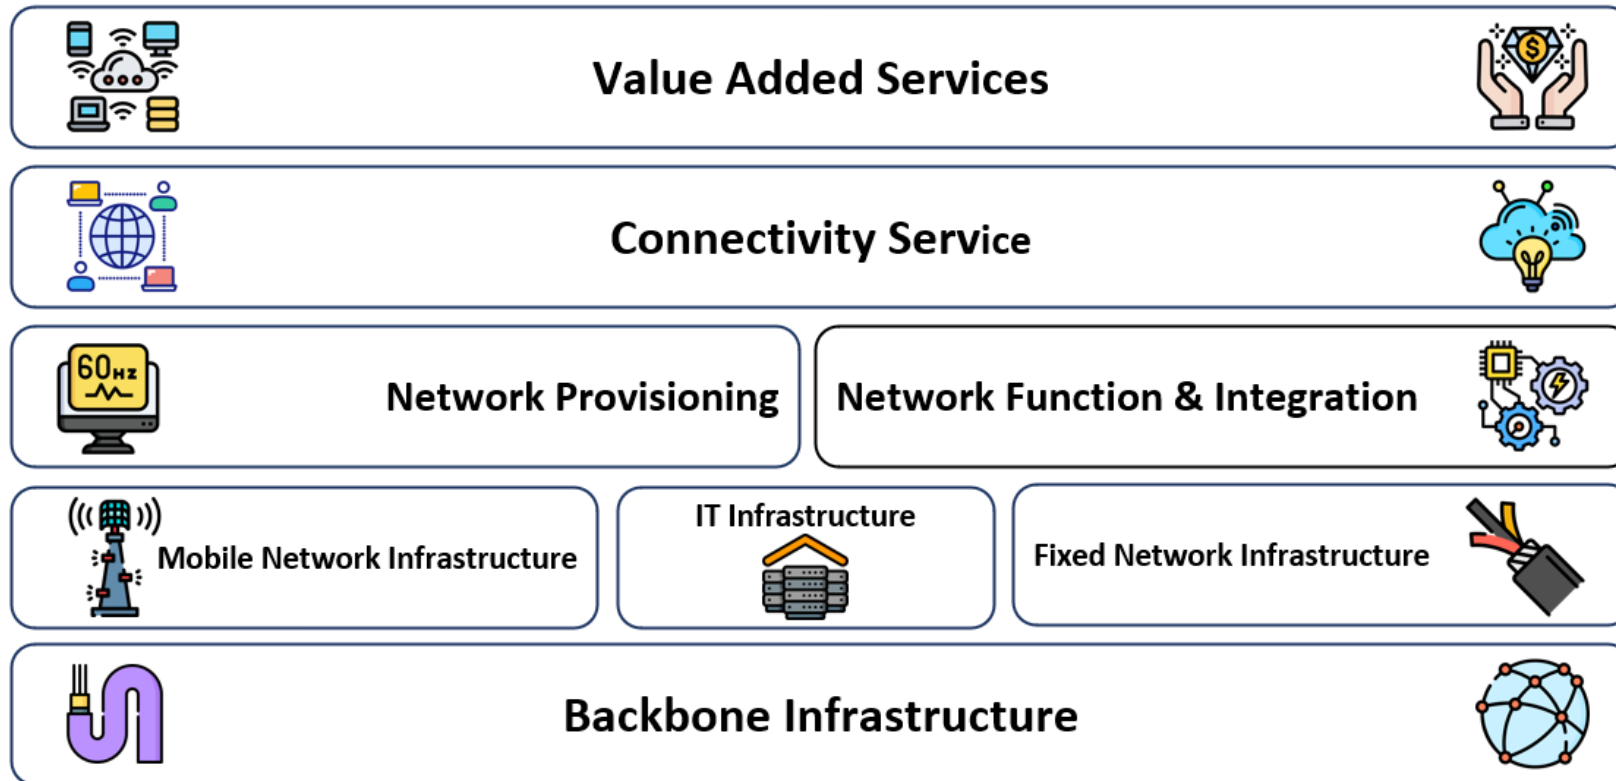 Value Added Services
$
Connectivity Service
60Hz
Network Provisioning
Network Function & Integration
Mobile Network Infrastructure
IT Infrastructure
Fixed Network Infrastructure
Backbone Infrastructure